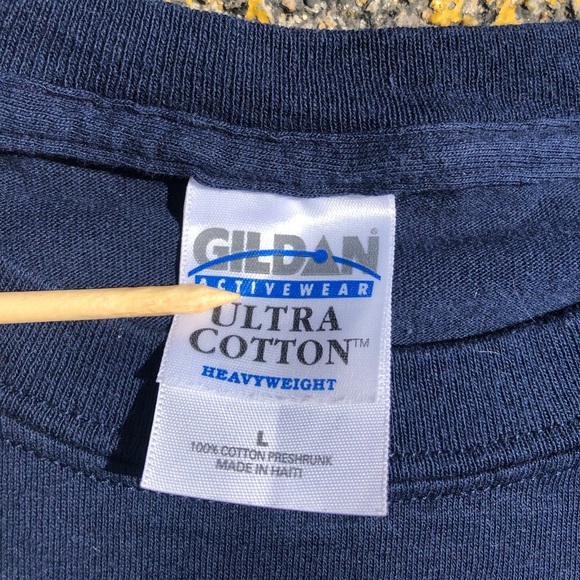 GILDAN®
ACTIVEWEAR
ULTRA
COTTON™
HEAVYWEIGHT
L
100% COTTON PRESHRUNK
MADE IN HAITI